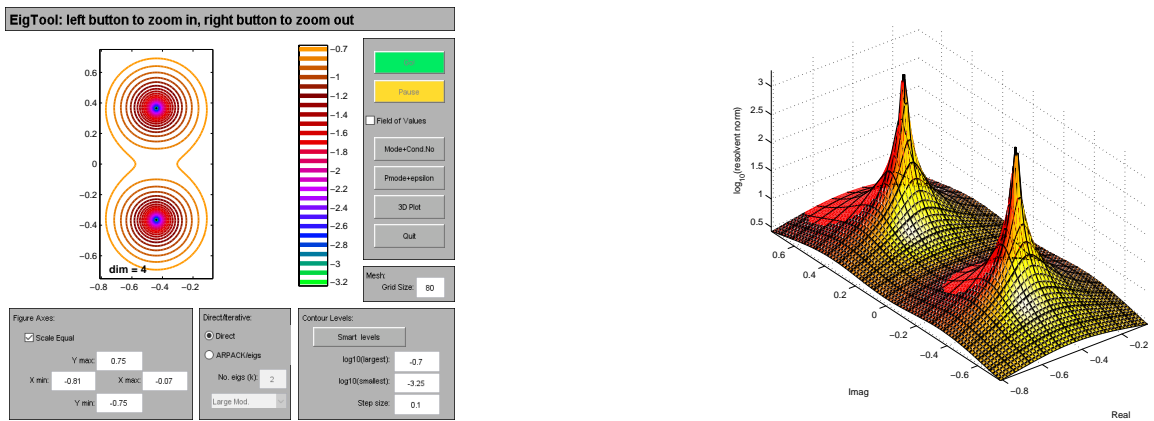 EigTool: left button to zoom in, right button to zoom out
0.6
0.4
0.2
0
−0.2
−0.4
−0.6
dim = 4
−0.8 −0.6 −0.4 −0.2
−0.7
−1
−1.2
−1.4
−1.6
−1.8
−2
−2.2
−2.4
−2.6
−2.8
−3
−3.2
Go!
Pause
Field of Values
Mode+Cond.No
Pmode+epsilon
3D Plot
Quit
Mesh:
Grid Size: 80
Figure Axes:
Scale Equal
Y max: 0.75
X min: -0.81 X max: -0.07
Y min: -0.75
Direct/Iterative:
Direct
ARPACK/eigs
No. eigs (k): 2
Large Mod.
Contour Levels:
Smart levels
log10(largest): -0.7
log10(smallest): -3.25
Step size: 0.1
log10(resolvent norm)
3
2.5
2
1.5
1
0.5
0.6
0.4
0.2
0
−0.2
−0.4
−0.6
Imag
−0.8
−0.6
−0.4
−0.2
Real